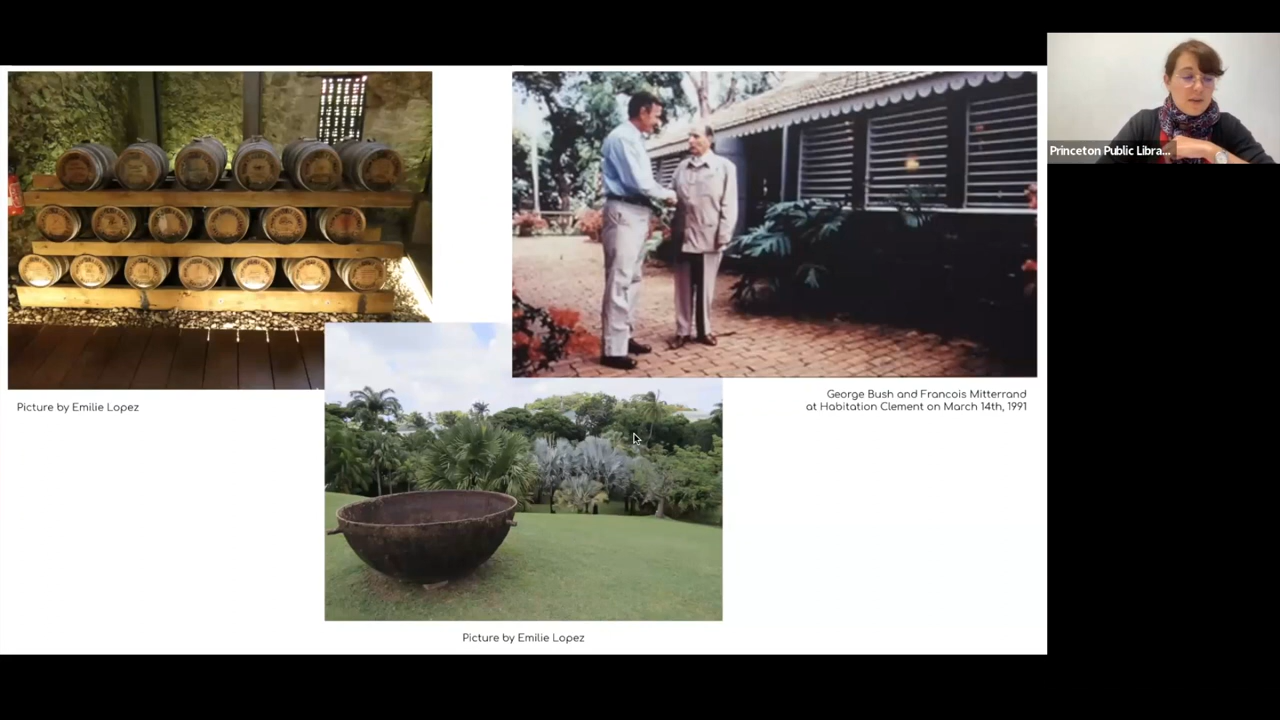 Princeton Public Libra...
Picture by Emilie Lopez
George Bush and Francois Mitterrand
at Habitation Clement on March 14th, 1991
Picture by Emilie Lopez